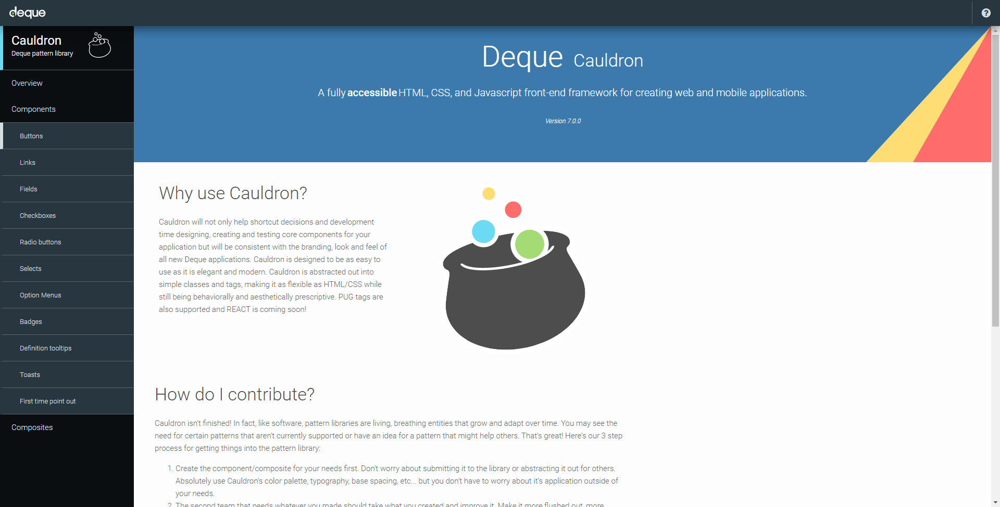 deque
?
Cauldron
Deque pattern library
Overview
Components
Buttons
Links
Fields
Checkboxes
Radio buttons
Selects
Option Menus
Badges
Definition tooltips
Toasts
First time point out
Composites
Deque Cauldron
A fully accessible HTML, CSS, and Javascript front-end framework for creating web and mobile applications.
Version 7.0.0
Why use Cauldron?
Cauldron will not only help shortcut decisions and development
time designing, creating and testing core components for your
application but will be consistent with the branding, look and feel of
all new Deque applications. Cauldron is designed to be as easy to
use as it is elegant and modern. Cauldron is abstracted out into
simple classes and tags, making it as flexible as HTML/CSS while
still being behaviorally and aesthetically prescriptive. PUG tags are
also supported and REACT is coming soon!
How do I contribute?
Cauldron isn't finished! In fact, like software, pattern libraries are living, breathing entities that grow and adapt over time. You may see the
need for certain patterns that aren't currently supported or have an idea for a pattern that might help others. That's great! Here's our 3 step
process for getting things into the pattern library:
1. Create the component/composite for your needs first. Don't worry about submitting it to the library or abstracting it out for others.
Absolutely use Cauldron's color palette, typography, base spacing, etc... but you don't have to worry about it's application outside of
your needs.
2. The second team that needs whatever you made should take what you created and improve it. Make it more flushed out, more